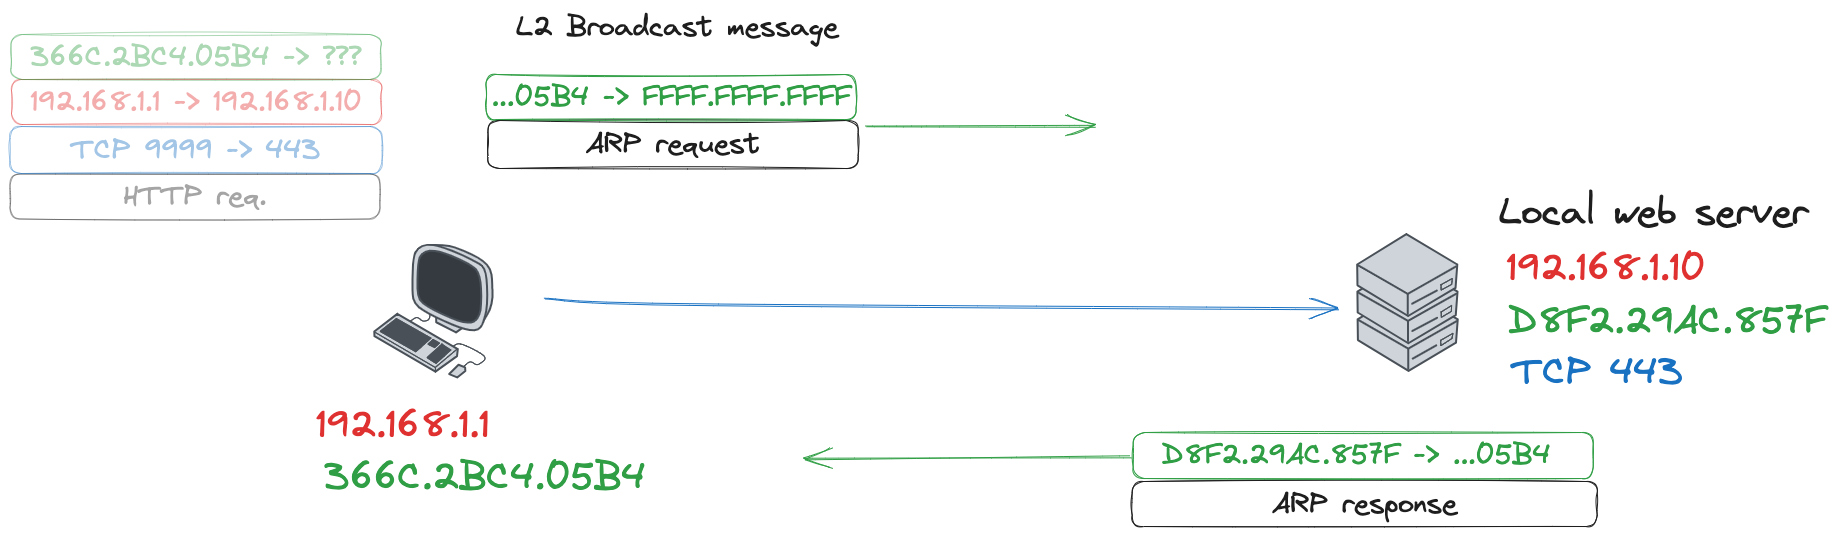 L2 Broadcast message
366C.2BC4.05B4 -> ???
192.168.1.1 -> 192.168.1.10
TCP 9999 -> 443
HTTP req.
...05B4 -> FFFF.FFFF.FFFF
ARP request
Local web server
192.168.1.10
D8F2.29AC.857F
TCP 443
192.168.1.1
366C.2BC4.05B4
D8F2.29AC.857F -> ...05B4
ARP response